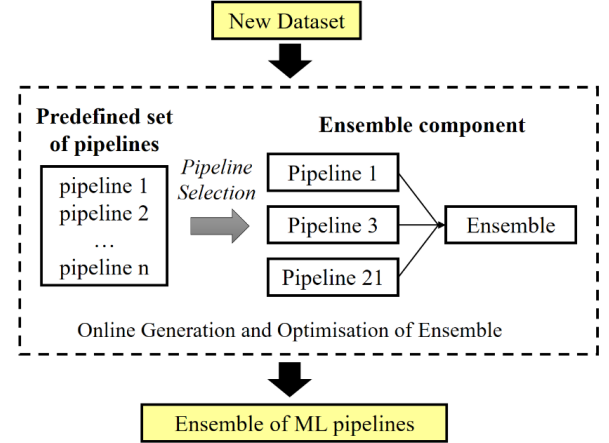 New Dataset
Predefined set
of pipelines
pipeline 1
pipeline 2
...
pipeline n
Pipeline
Selection
Ensemble component
Pipeline 1
Pipeline 3
Pipeline 21
Ensemble
Online Generation and Optimisation of Ensemble
Ensemble of ML pipelines